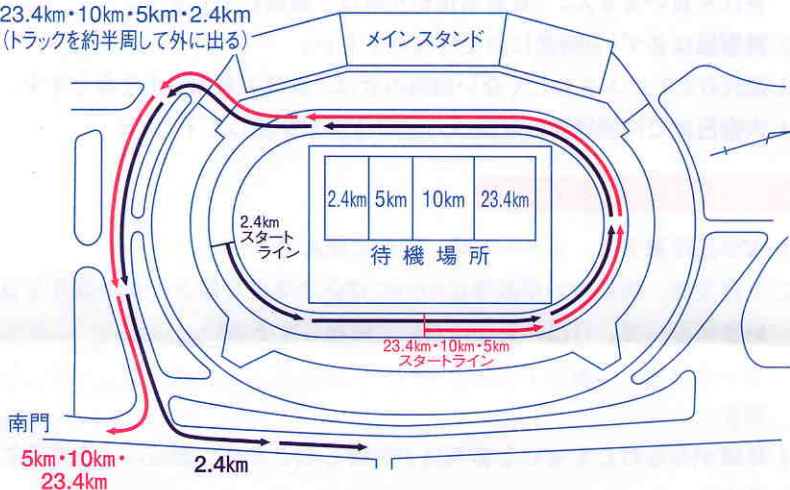 23.4km・10km・5km・2.4km
(トラックを約半周して外に出る)
メインスタンド
2.4km 5km 10km 23.4km
待機場所
2.4km
スタート
ライン
23.4km・10km・5km
スタートライン
南門
5km・10km・
23.4km
2.4km